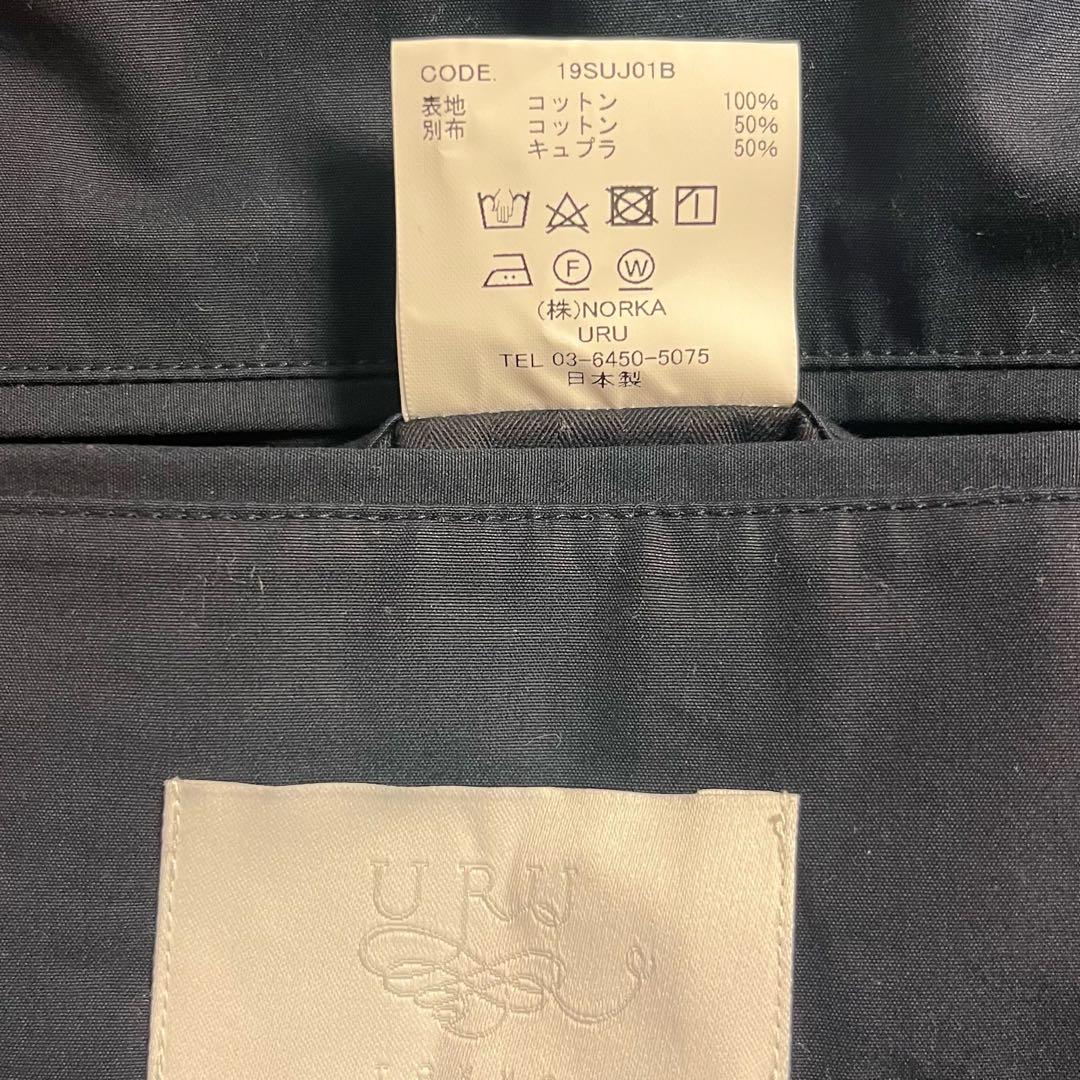 CODE. 19SUJ01B
表地 コットン 100%
別布 コットン 50%
キュプラ 50%
F W
(株)NORKA
URU
TEL 03-6450-5075
日本製
URU